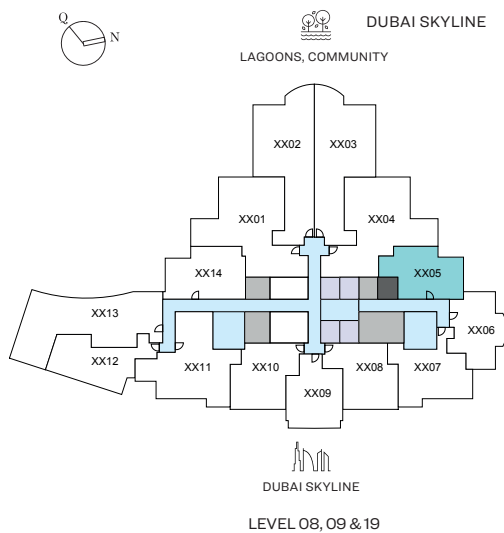 Q
N
DUBAI SKYLINE
LAGOONS, COMMUNITY
XX02
XX03
XX01
XX04
XX14
XX05
XX13
XX06
XX12
XX11
XX10
XX09
XX08
XX07
DUBAI SKYLINE
LEVEL 08, 09 & 19